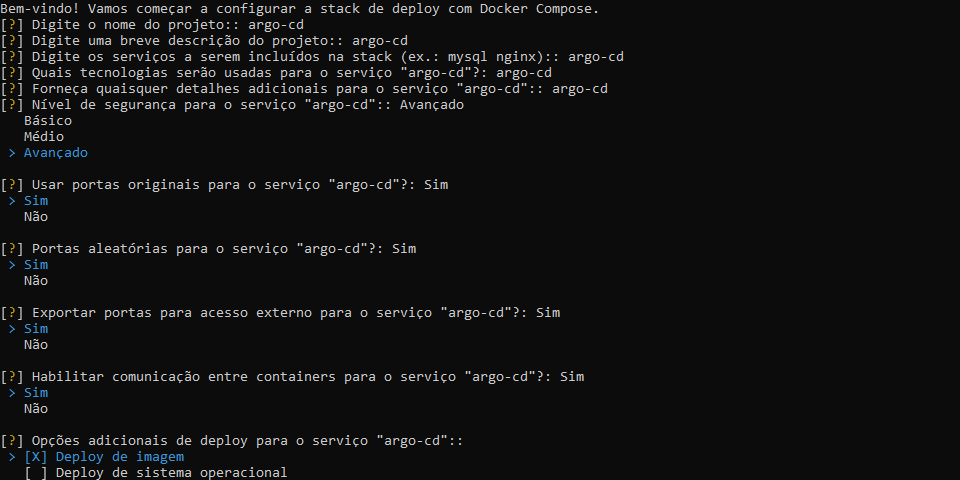 Bem-vindo! Vamos começar a configurar a stack de deploy com Docker Compose.
[?] Digite o nome do projeto:: argo-cd
[?] Digite uma breve descrição do projeto:: argo-cd
[?] Digite os serviços a serem incluídos na stack (ex.: mysql nginx):: argo-cd
[?] Quais tecnologias serão usadas para o serviço "argo-cd"?: argo-cd
[?] Forneça quaisquer detalhes adicionais para o serviço "argo-cd":: argo-cd
[?] Nível de segurança para o serviço "argo-cd":: Avançado
Básico
Médio
> Avançado
[?] Usar portas originais para o serviço "argo-cd"?: Sim
> Sim
Não
[?] Portas aleatórias para o serviço "argo-cd"?: Sim
> Sim
Não
[?] Exportar portas para acesso externo para o serviço "argo-cd"?: Sim
> Sim
Não
[?] Habilitar comunicação entre containers para o serviço "argo-cd"?: Sim
> Sim
Não
[?] Opções adicionais de deploy para o serviço "argo-cd"::
> [X] Deploy de imagem
[ ] Deploy de sistema operacional